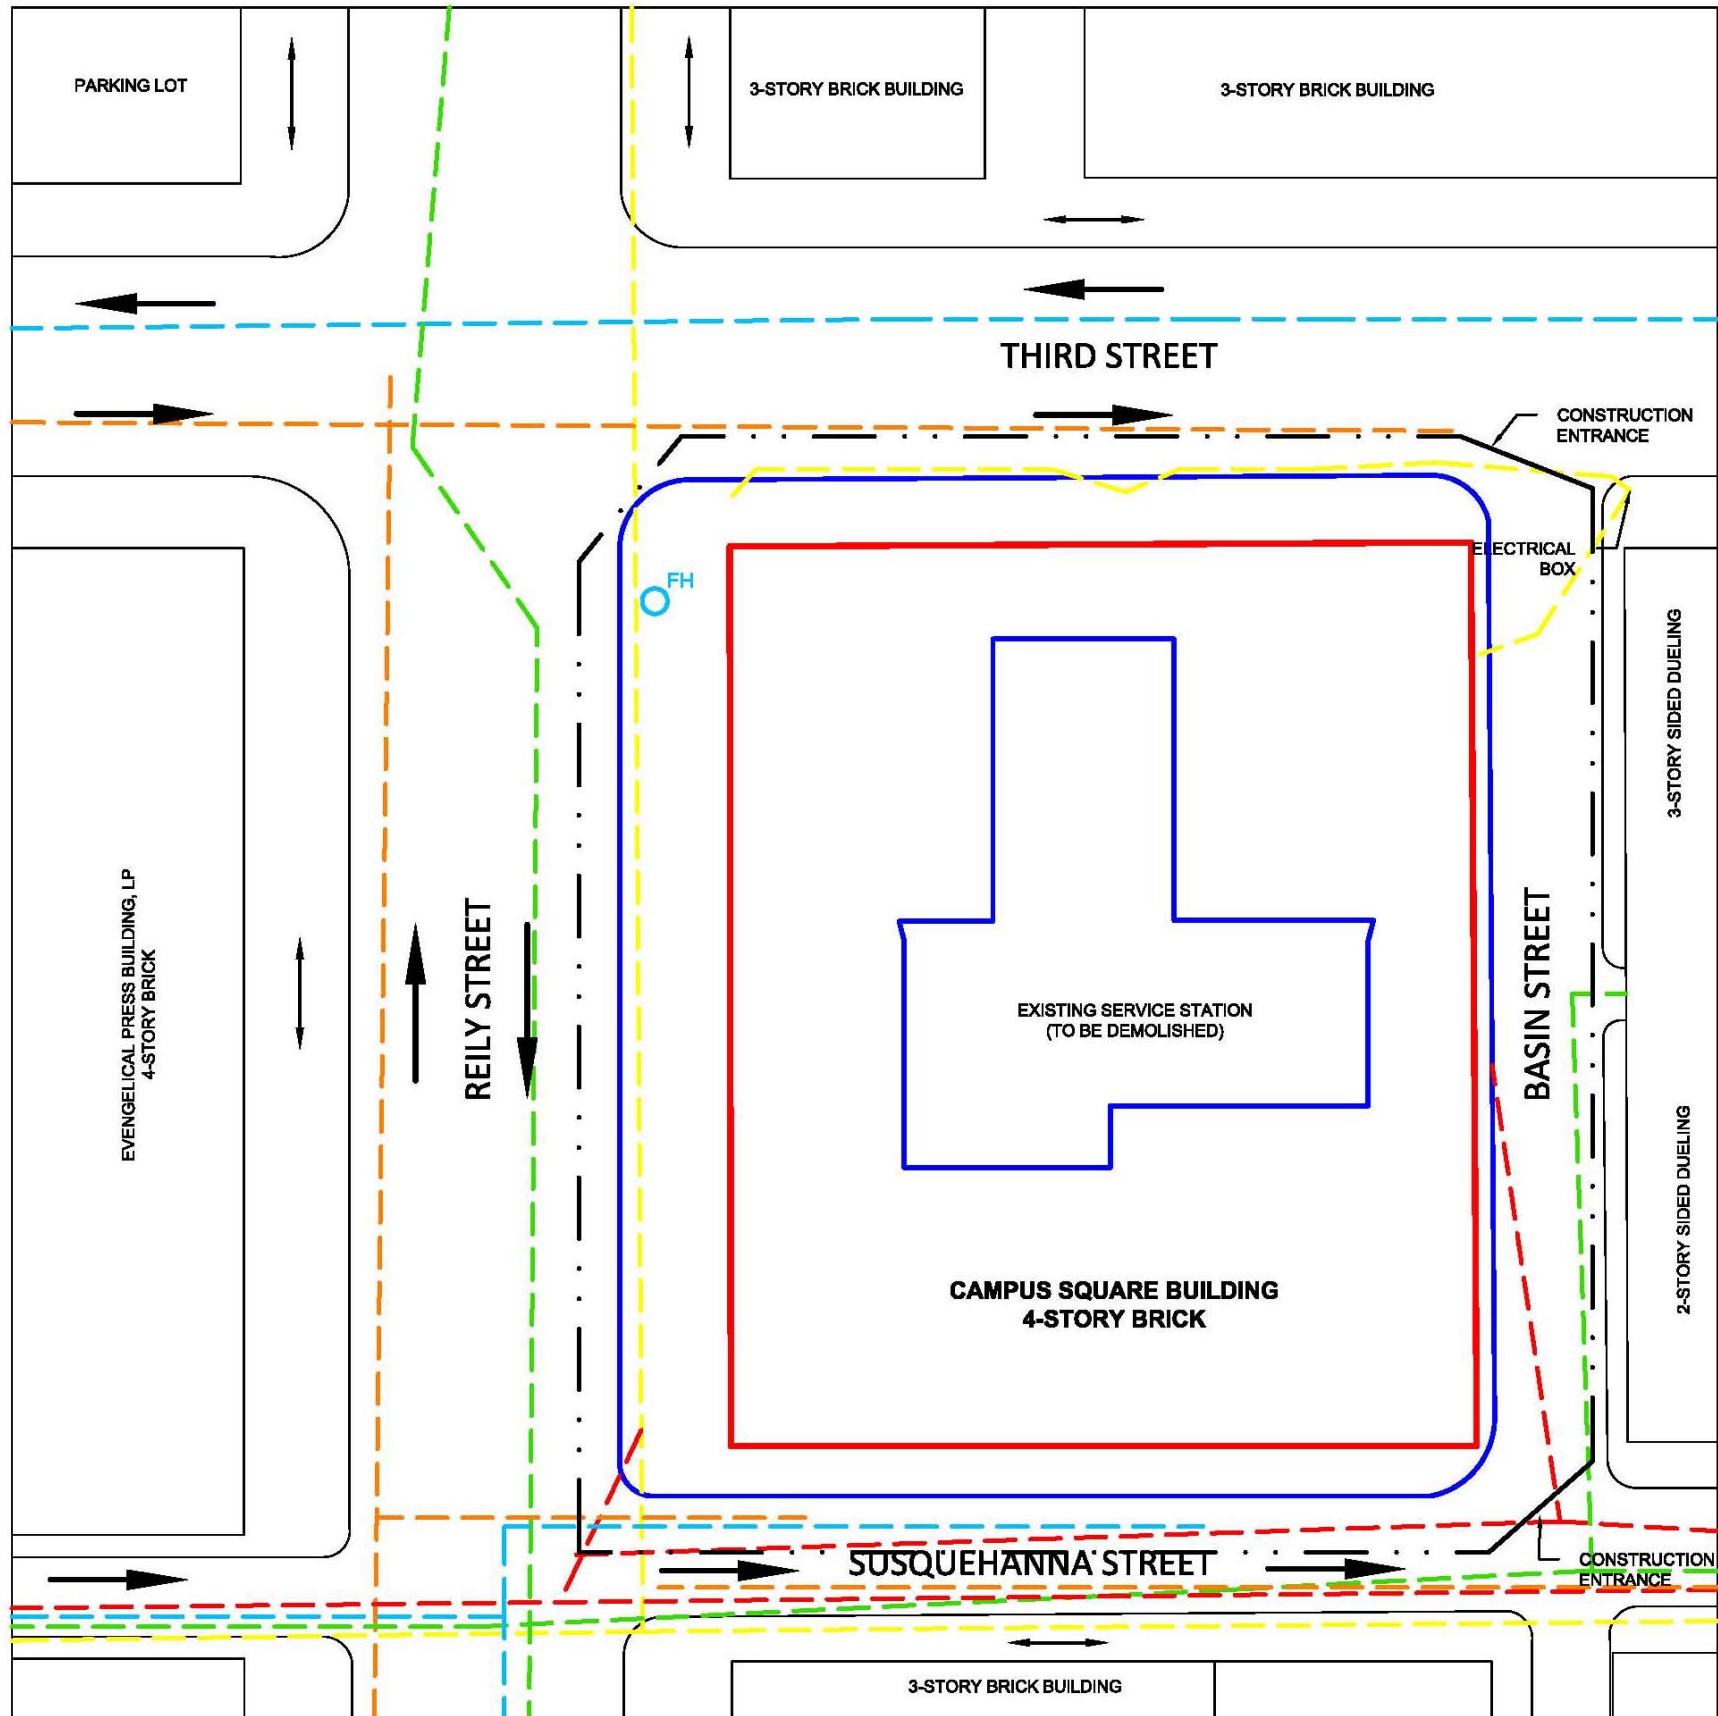 PARKING LOT
3-STORY BRICK BUILDING
3-STORY BRICK BUILDING
THIRD STREET
CONSTRUCTION
ENTRANCE
ELECTRICAL
BOX
FH
3-STORY SIDED DUELING
EVENGELICAL PRESS BUILDING, LP
4-STORY BRICK
REILY STREET
BASIN STREET
EXISTING SERVICE STATION
(TO BE DEMOLISHED)
2-STORY SIDED DUELING
CAMPUS SQUARE BUILDING
4-STORY BRICK
SUSQUEHANNA STREET
CONSTRUCTION
ENTRANCE
3-STORY BRICK BUILDING